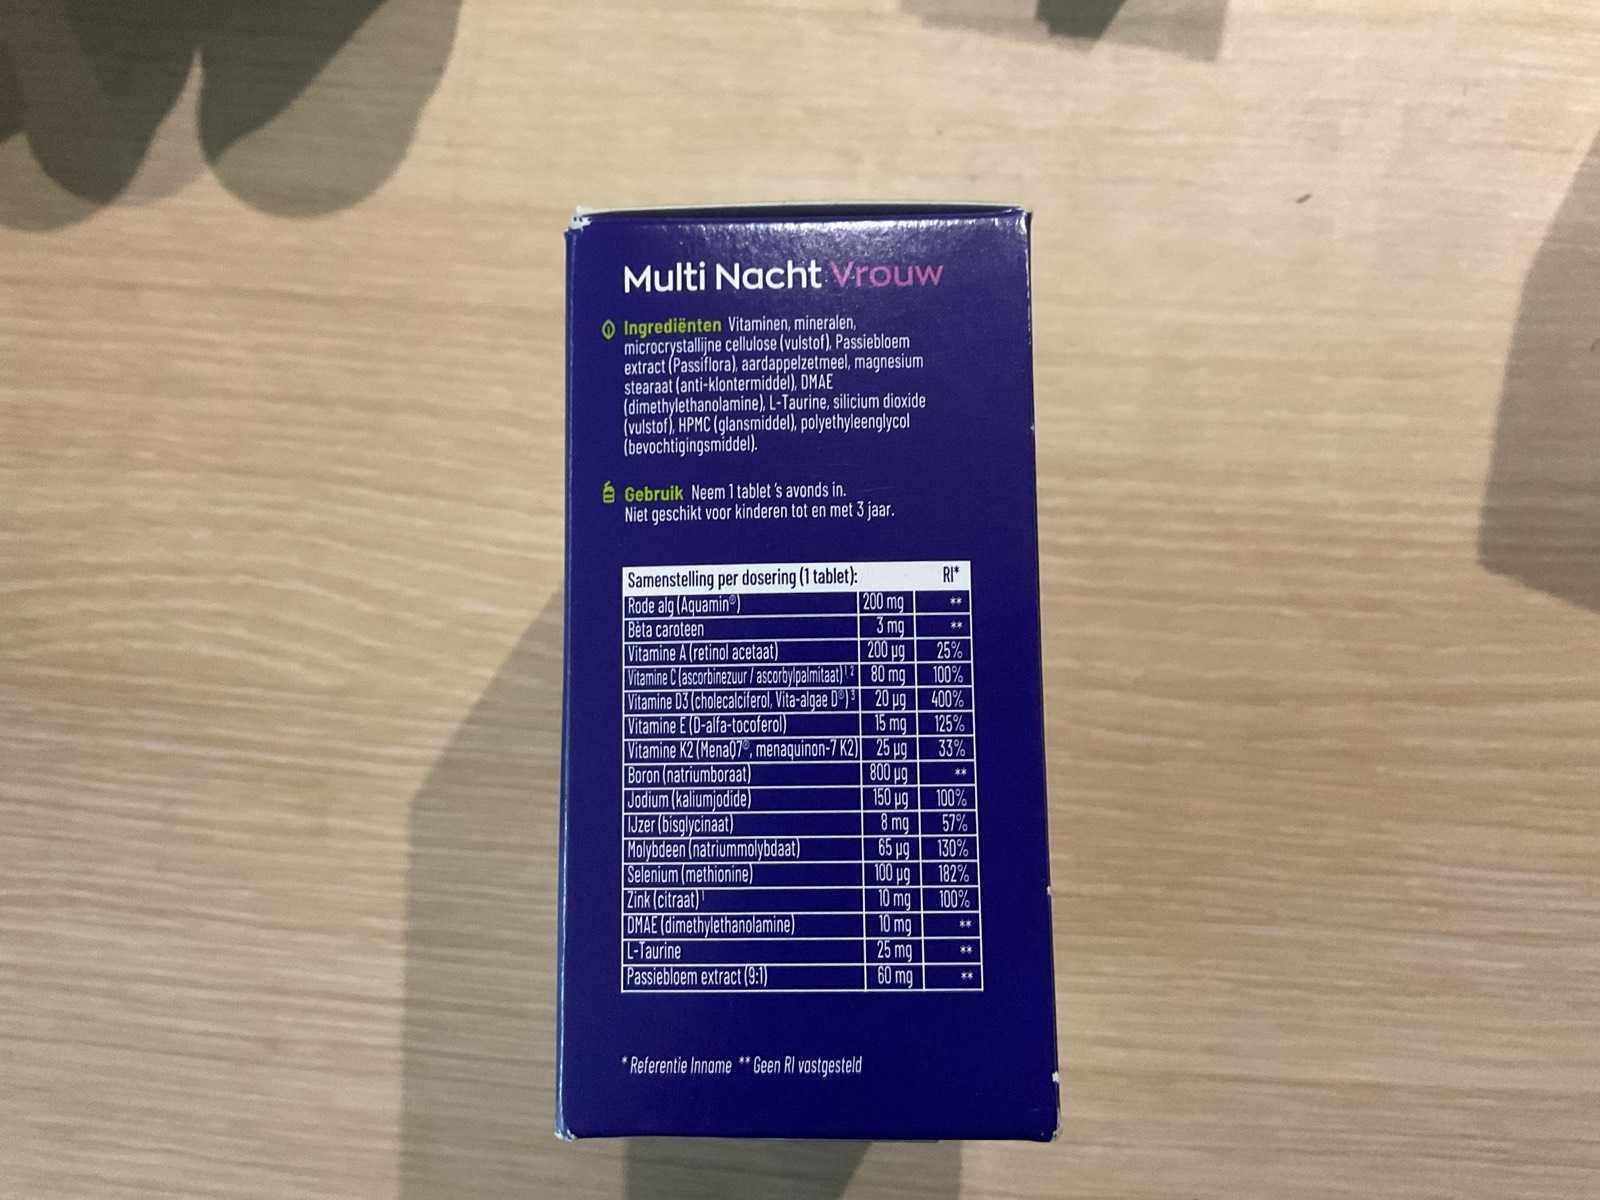 Multi Nacht Vrouw
Ingrediënten Vitaminen, mineralen,
microcrystallijne cellulose (vulstof), Passiebloem
extract (Passiflora), aardappelzetmeel, magnesium
stearaat (anti-klontermiddel), DMAE
(dimethylethanolamine), L-Taurine, silicium dioxide
(vulstof), HPMC (glansmiddel), polyethyleenglycol
(bevochtigingsmiddel).
Gebruik Neem 1 tablet 's avonds in.
Niet geschikt voor kinderen tot en met 3 jaar.
Samenstelling per dosering (1 tablet): RI*
Rode alg (Aquamin®) 200 mg **
Bèta caroteen 3 mg **
Vitamine A (retinol acetaat) 200 µg 25%
Vitamine C (ascorbinezuur / ascorbylpalmitaat)¹ ² 80 mg 100%
Vitamine D3 (cholecalciferol, Vita-algae D®)³ 20 µg 400%
Vitamine E (D-alfa-tocoferol) 15 mg 125%
Vitamine K2 (MenaQ7®, menaquinon-7 K2) 25 µg 33%
Boron (natriumboraat) 800 µg **
Jodium (kaliumjodide) 150 µg 100%
IJzer (bisglycinaat) 8 mg 57%
Molybdeen (natriummolybdaat) 65 µg 130%
Selenium (methionine) 100 µg 182%
Zink (citraat)¹ 10 mg 100%
DMAE (dimethylethanolamine) 10 mg **
L-Taurine 25 mg **
Passiebloem extract (9:1) 60 mg **
* Referentie Inname ** Geen RI vastgesteld